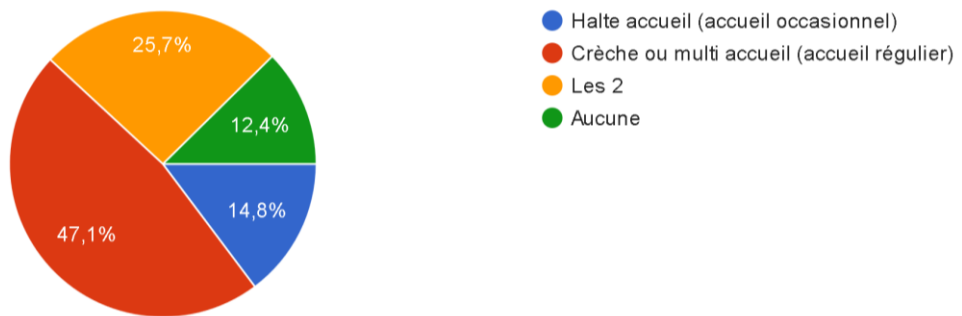 25,7%
12,4%
14,8%
47,1%
Halte accueil (accueil occasionnel)
Crèche ou multi accueil (accueil régulier)
Les 2
Aucune